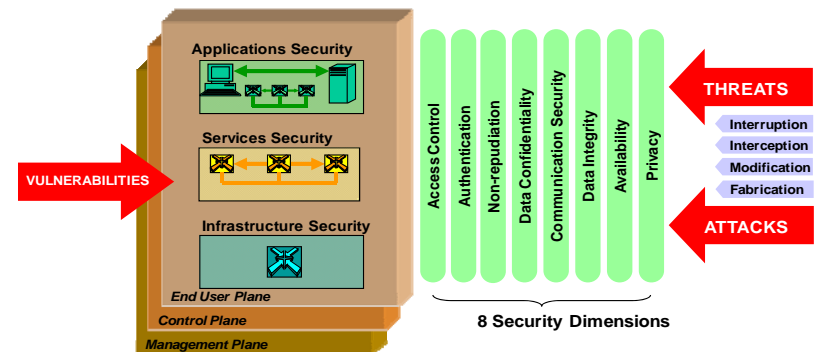 Applications Security
Services Security
VULNERABILITIES
Infrastructure Security
End User Plane
Control Plane
Management Plane
Access Control
Authentication
Non-repudiation
Data Confidentiality
Communication Security
Data Integrity
Availability
Privacy
8 Security Dimensions
THREATS
Interruption
Interception
Modification
Fabrication
ATTACKS